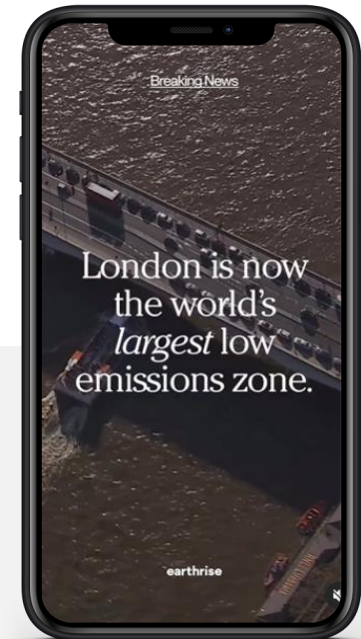 Breaking News
London is now
the world's
largest low
emissions zone.
earthrise